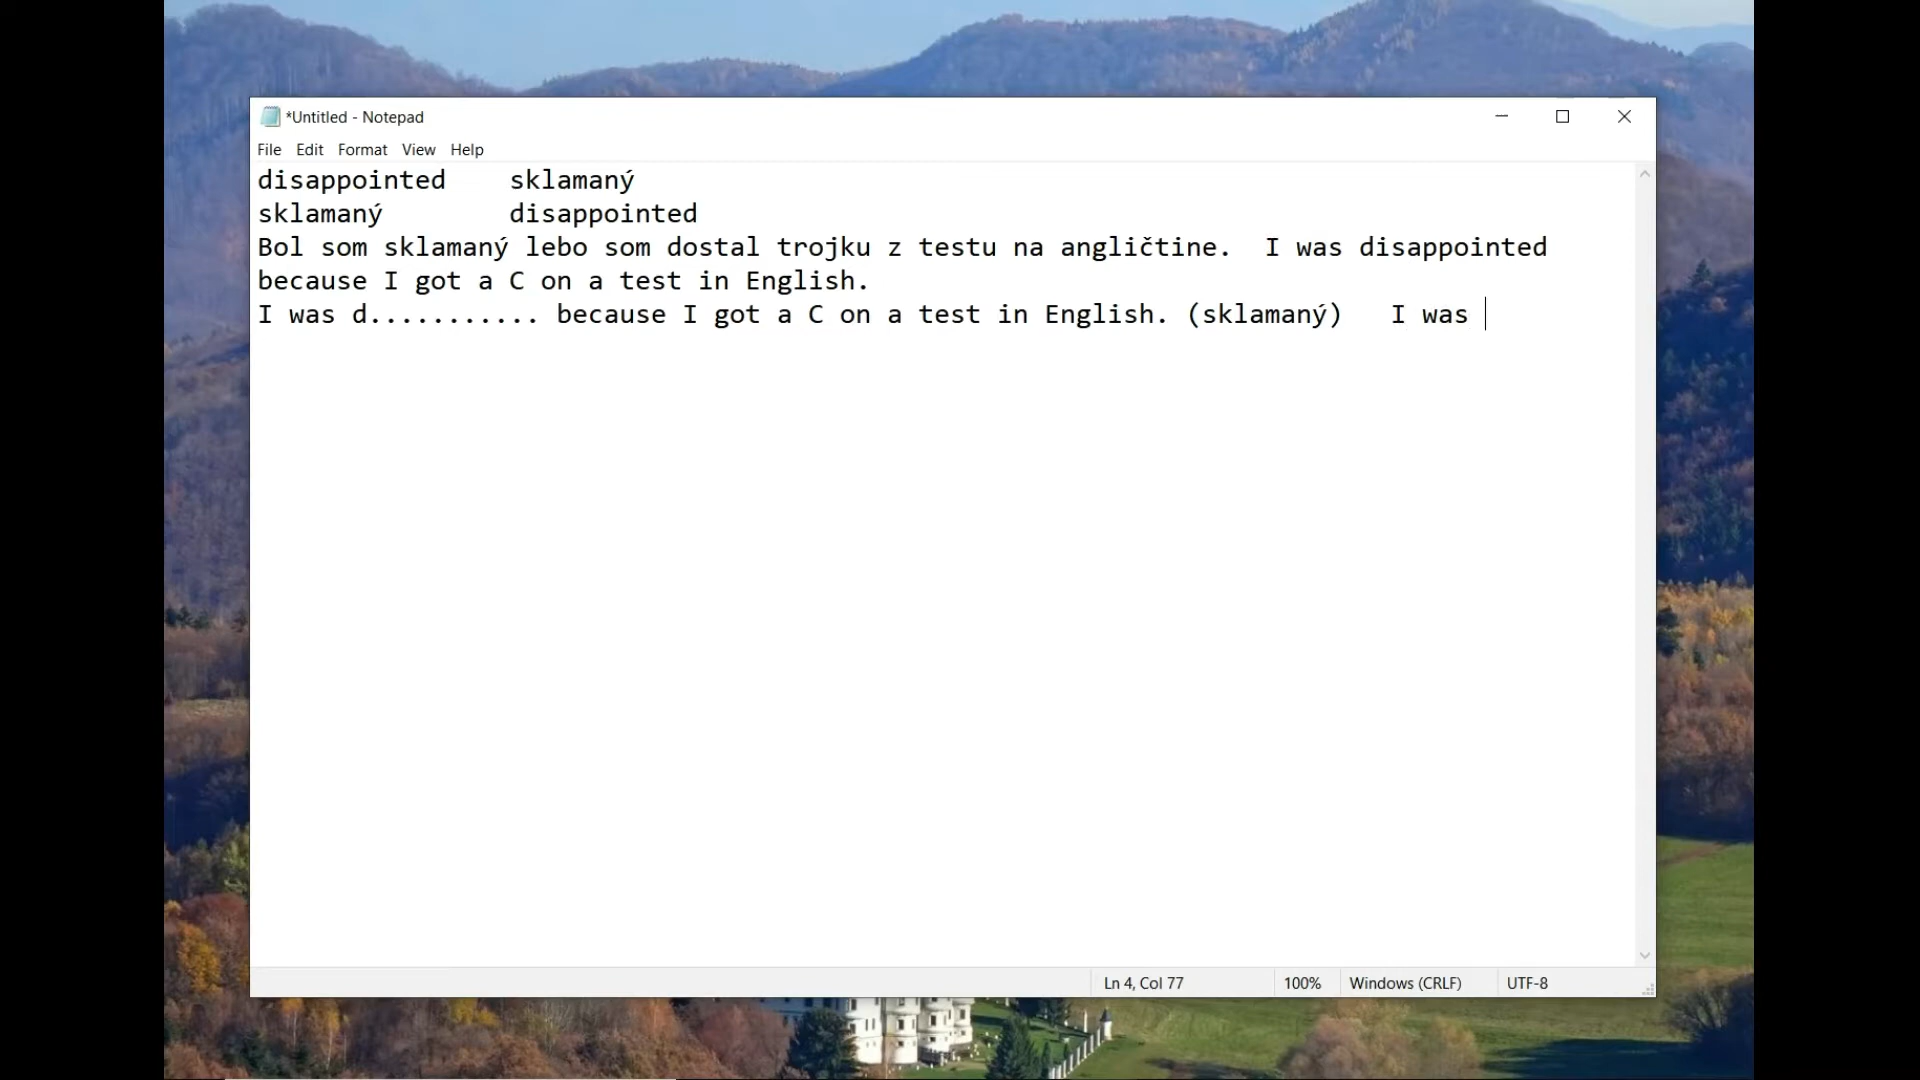 *Untitled - Notepad
File Edit Format View Help
disappointed sklamaný
sklamaný disappointed
Bol som sklamaný lebo som dostal trojku z testu na angličtine. I was disappointed
because I got a C on a test in English.
I was d........... because I got a C on a test in English. (sklamaný) I was
Ln 4, Col 77 100% Windows (CRLF) UTF-8